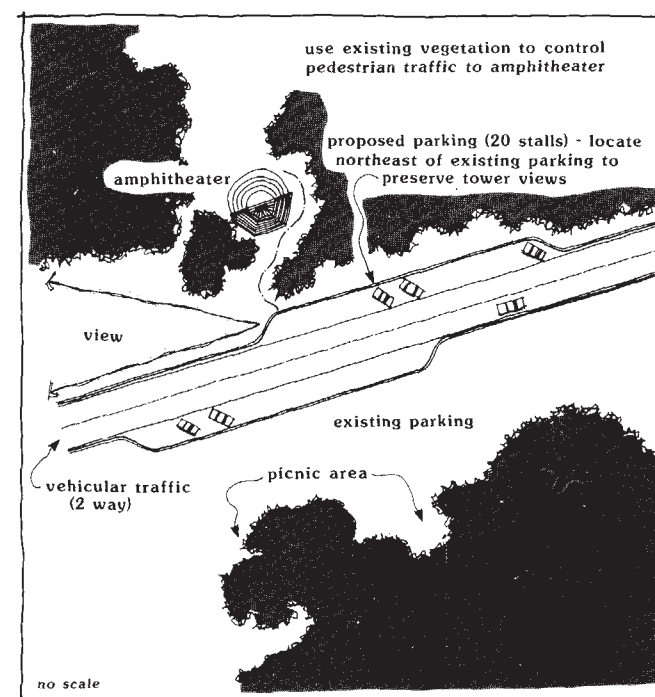 use existing vegetation to control
pedestrian traffic to amphitheater
proposed parking (20 stalls) - locate
northeast of existing parking to
preserve tower views
amphitheater
view
existing parking
vehicular traffic
(2 way)
picnic area
no scale